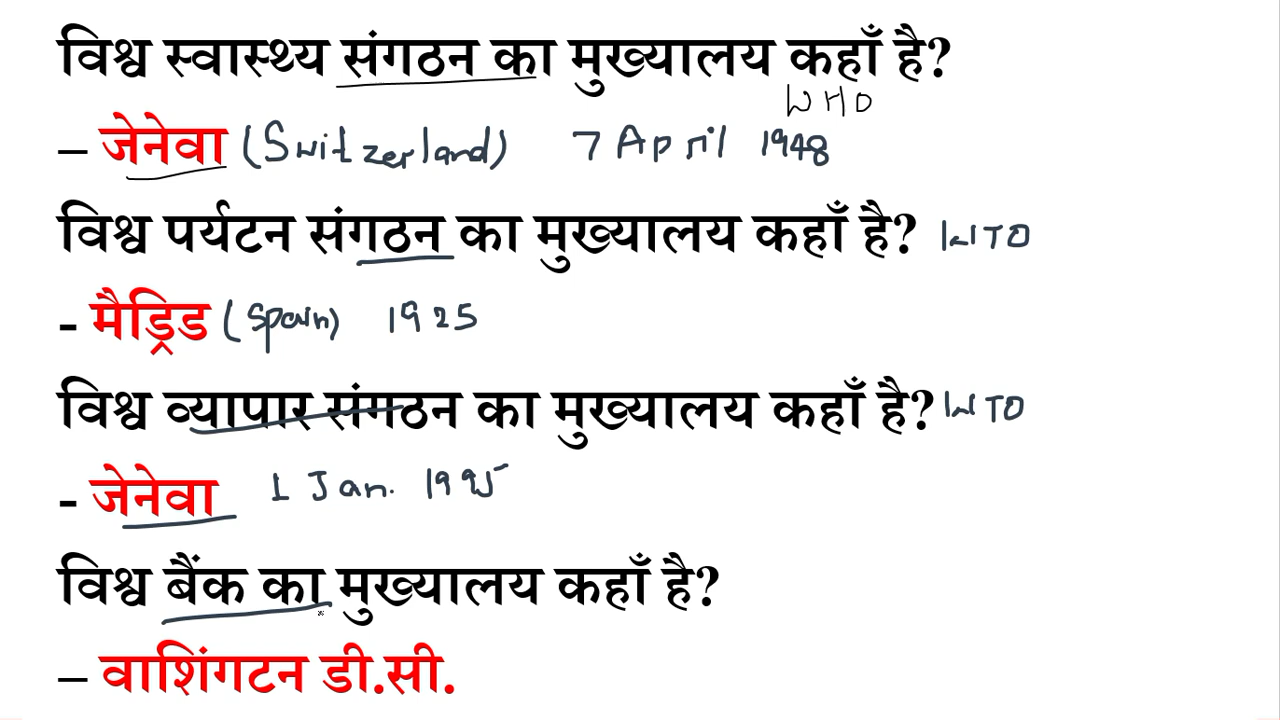 विश्व स्वास्थ्य संगठन का मुख्यालय कहाँ है?
WHO
– जेनेवा (Switzerland) 7 April 1948
विश्व पर्यटन संगठन का मुख्यालय कहाँ है? WTO
- मैड्रिड (Spain) 1925
विश्व व्यापार संगठन का मुख्यालय कहाँ है? WTO
- जेनेवा 1 Jan. 1995
विश्व बैंक का मुख्यालय कहाँ है?
– वाशिंगटन डी.सी.